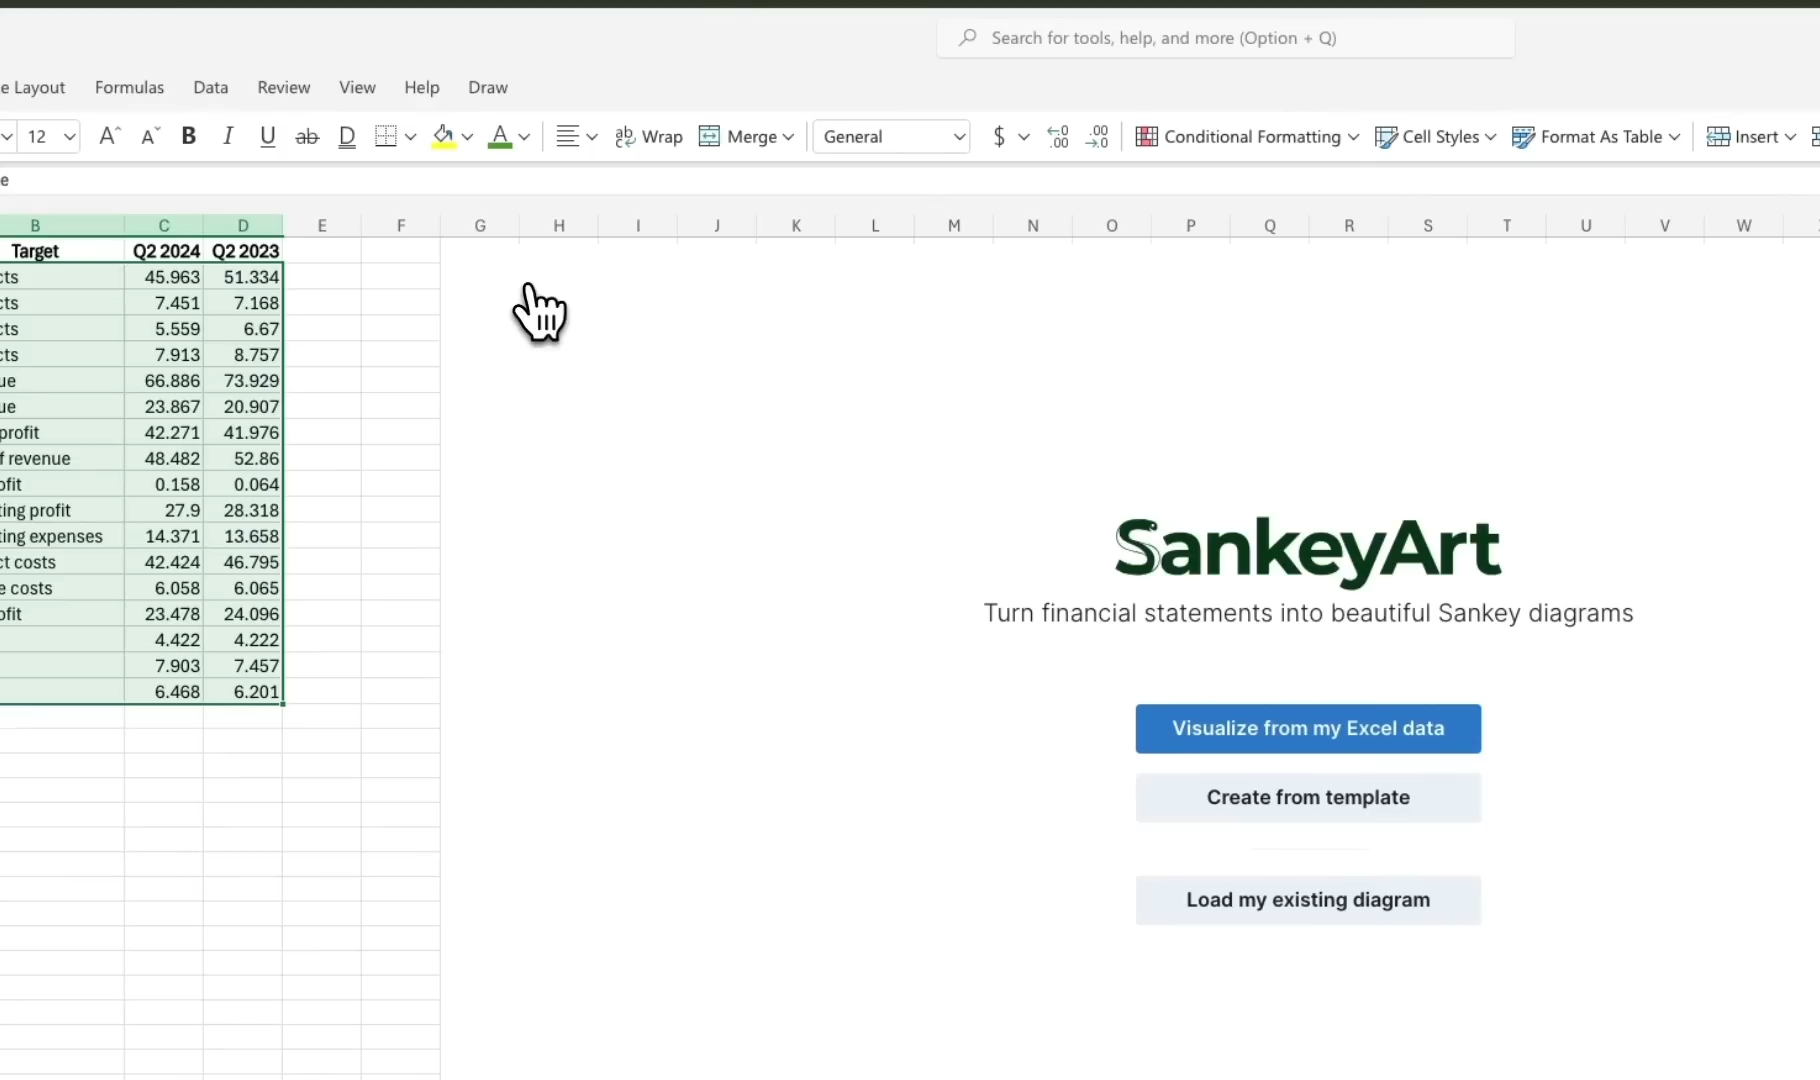 Search for tools, help, and more (Option + Q)
e Layout Formulas Data Review View Help Draw
12 A A B I U ab D A ab Wrap Merge General $ .00 .00 Conditional Formatting Cell Styles Format As Table Insert
e
B C D E F G H I J K L M N O P Q R S T U V W
Target Q2 2024 Q2 2023
cts 45.963 51.334
cts 7.451 7.168
cts 5.559 6.67
cts 7.913 8.757
ue 66.886 73.929
ue 23.867 20.907
profit 42.271 41.976
f revenue 48.482 52.86
ofit 0.158 0.064
ting profit 27.9 28.318
ting expenses 14.371 13.658
ct costs 42.424 46.795
e costs 6.058 6.065
ofit 23.478 24.096
4.422 4.222
7.903 7.457
6.468 6.201
SankeyArt
Turn financial statements into beautiful Sankey diagrams
Visualize from my Excel data
Create from template
Load my existing diagram